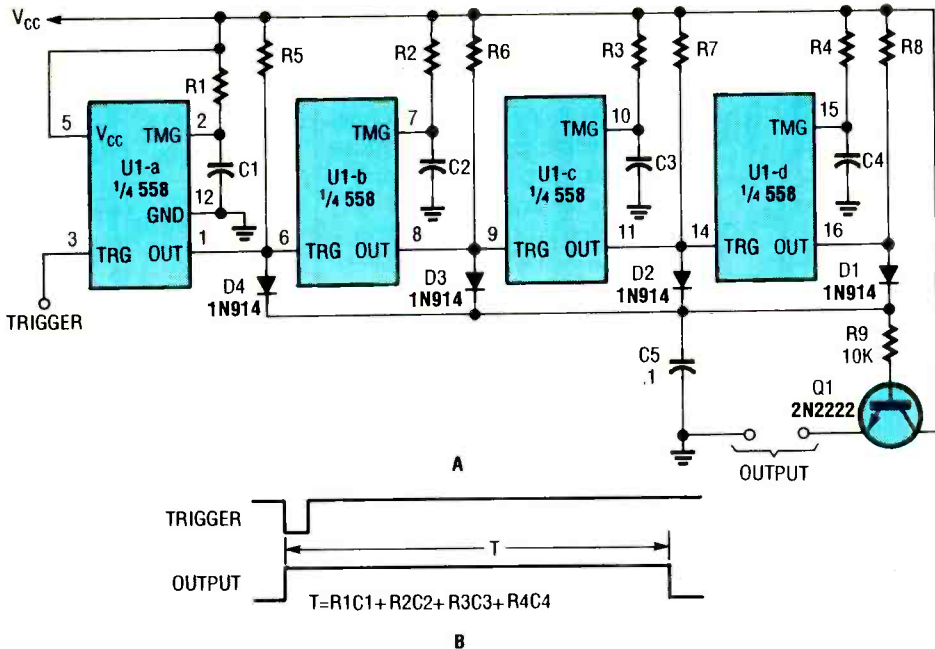 VCC
R1
R5
R2
R6
R3
R7
R4
R8
5
VCC
TMG
2
C1
U1-a
1/4 558
12
GND
3
TRG
OUT
1
TRIGGER
7
TMG
C2
U1-b
1/4 558
6
TRG
OUT
8
10
TMG
C3
U1-c
1/4 558
9
TRG
OUT
11
15
TMG
C4
U1-d
1/4 558
14
TRG
OUT
16
D4
1N914
D3
1N914
D2
1N914
D1
1N914
C5
.1
R9
10K
Q1
2N2222
OUTPUT
A
TRIGGER
T
OUTPUT
T=R1C1+R2C2+R3C3+R4C4
B